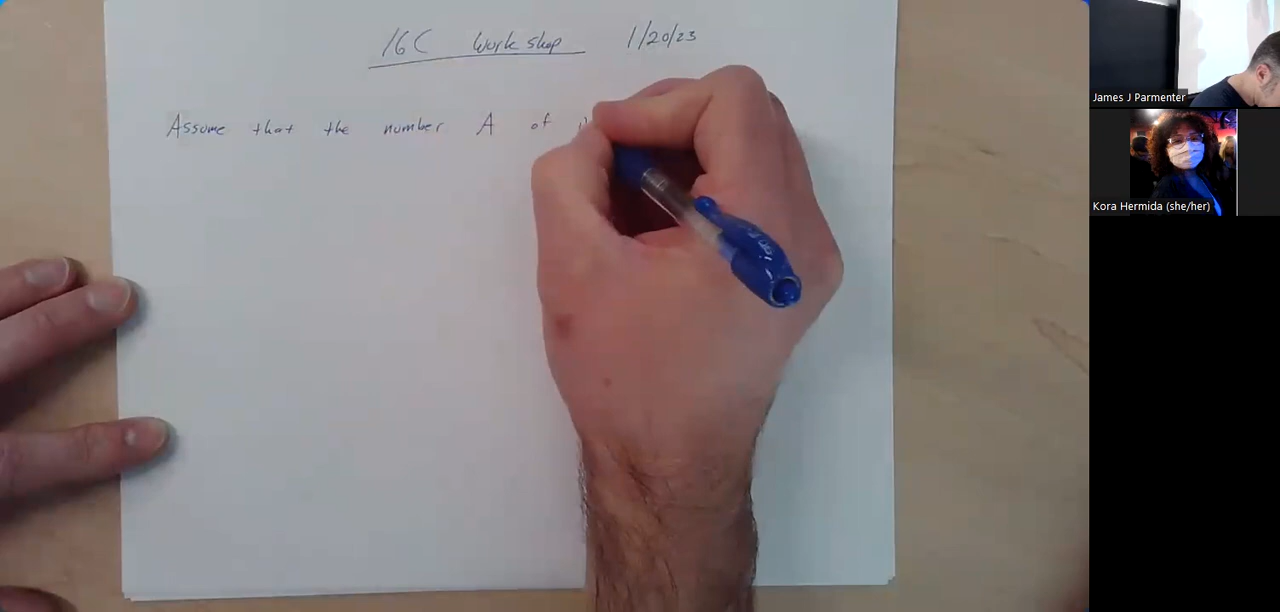 16C Workshop 1/20/23
Assume that the number A of
James J Parmenter
Kora Hermida (she/her)